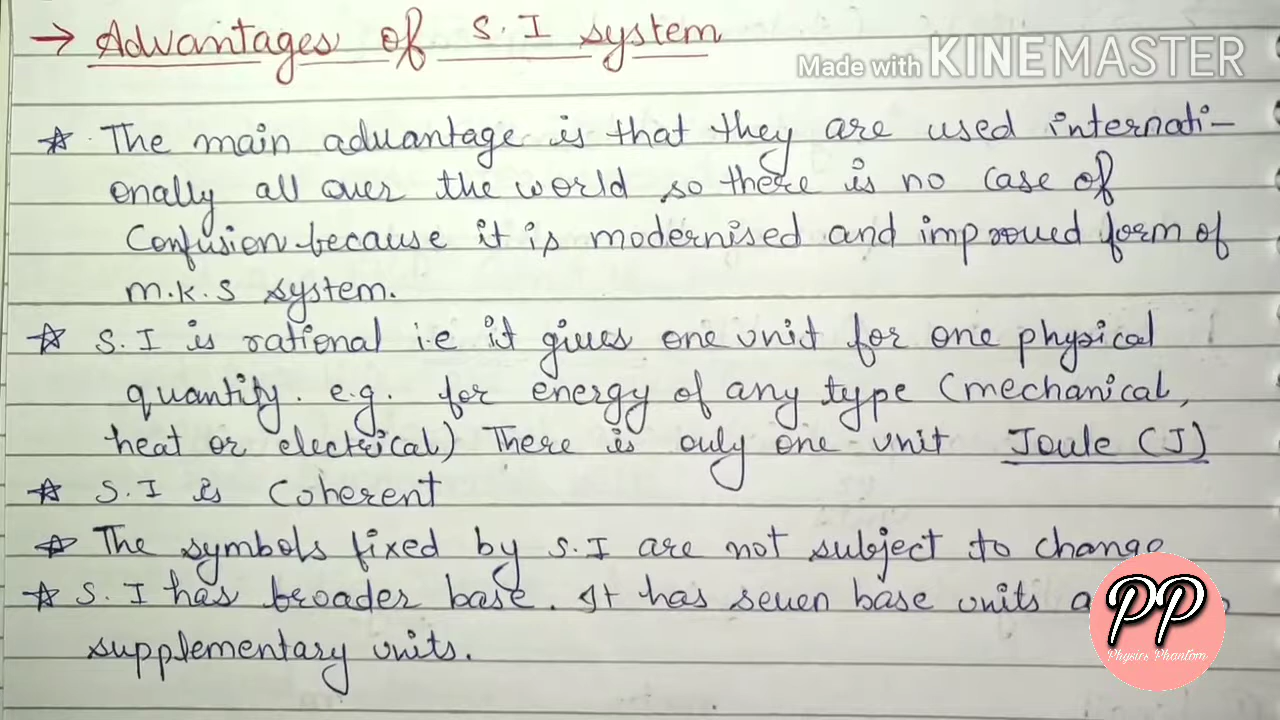 → Advantages of S.I system
Made with KINEMASTER
☆ The main advantage is that they are used internati-
onally all over the world so there is no case of
Confusion because it is modernised and improved form of
m.k.s system.
☆ S.I is rational i.e it gives one unit for one physical
quantity. e.g. for energy of any type (mechanical,
heat or electrical) There is only one unit Joule (J)
☆ S.I is Coherent
☆ The symbols fixed by S.I are not subject to change
☆ S.I has broader base. It has seven base units
supplementary units.
PP
Physics Phantom